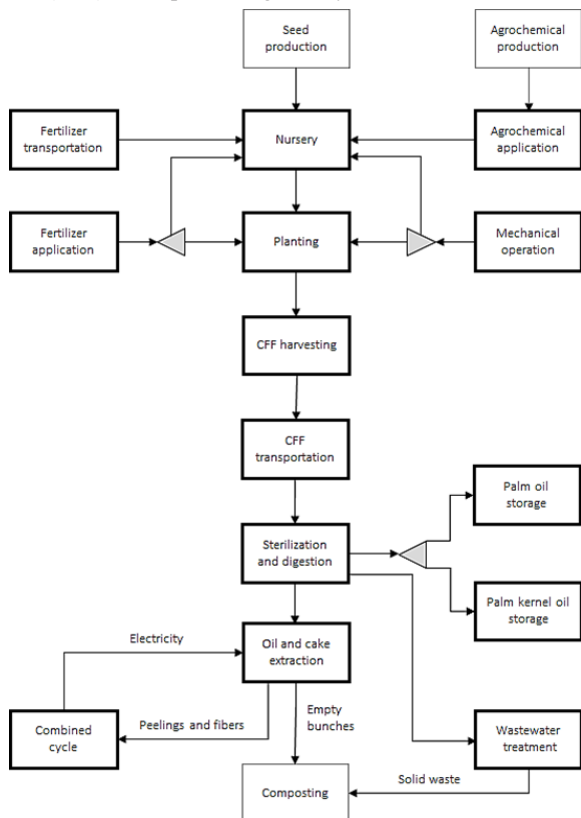 Seed
production
Agrochemical
production
Fertilizer
transportation
Nursery
Agrochemical
application
Fertilizer
application
Planting
Mechanical
operation
CFF harvesting
CFF
transportation
Sterilization
and digestion
Palm oil
storage
Palm kernel oil
storage
Electricity
Oil and cake
extraction
Combined
cycle
Peelings and fibers
Empty
bunches
Wastewater
treatment
Composting
Solid waste